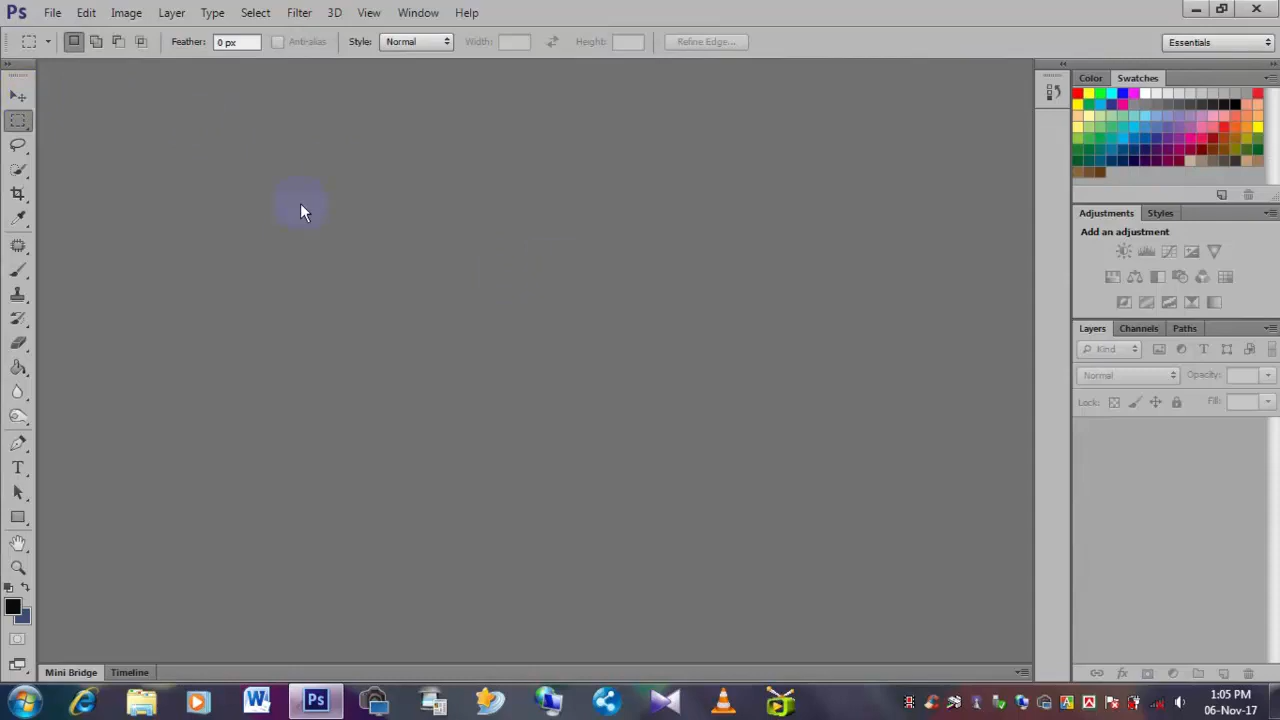 Ps File Edit Image Layer Type Select Filter 3D View Window Help
Feather: 0 px Anti-alias Style: Normal Width: Height: Refine Edge... Essentials
Color Swatches
Adjustments Styles
Add an adjustment
Layers Channels Paths
Kind
Normal Opacity:
Lock: Fill:
Mini Bridge Timeline
Ps
1:05 PM
06-Nov-17